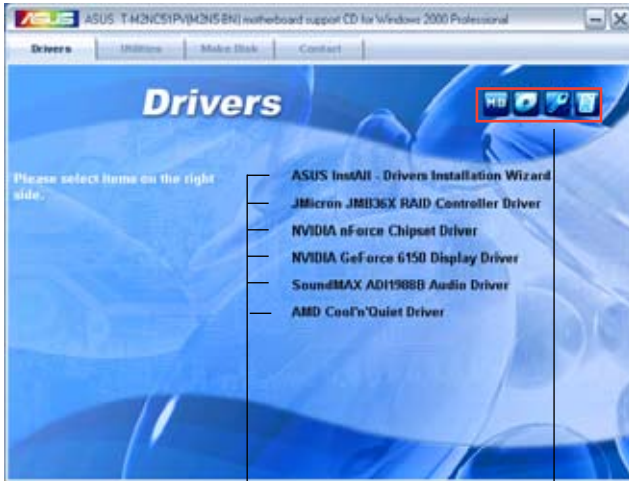 ASUS T-M2NC51PV(M2NS-BN) motherboard support CD for Windows 2000 Professional
Drivers Utilities Make Disk Contact
Drivers
Please select items on the right
side.
ASUS InstAll - Drivers Installation Wizard
JMicron JMB36X RAID Controller Driver
NVIDIA nForce Chipset Driver
NVIDIA GeForce 6150 Display Driver
SoundMAX ADI1988B Audio Driver
AMD Cool'n'Quiet Driver